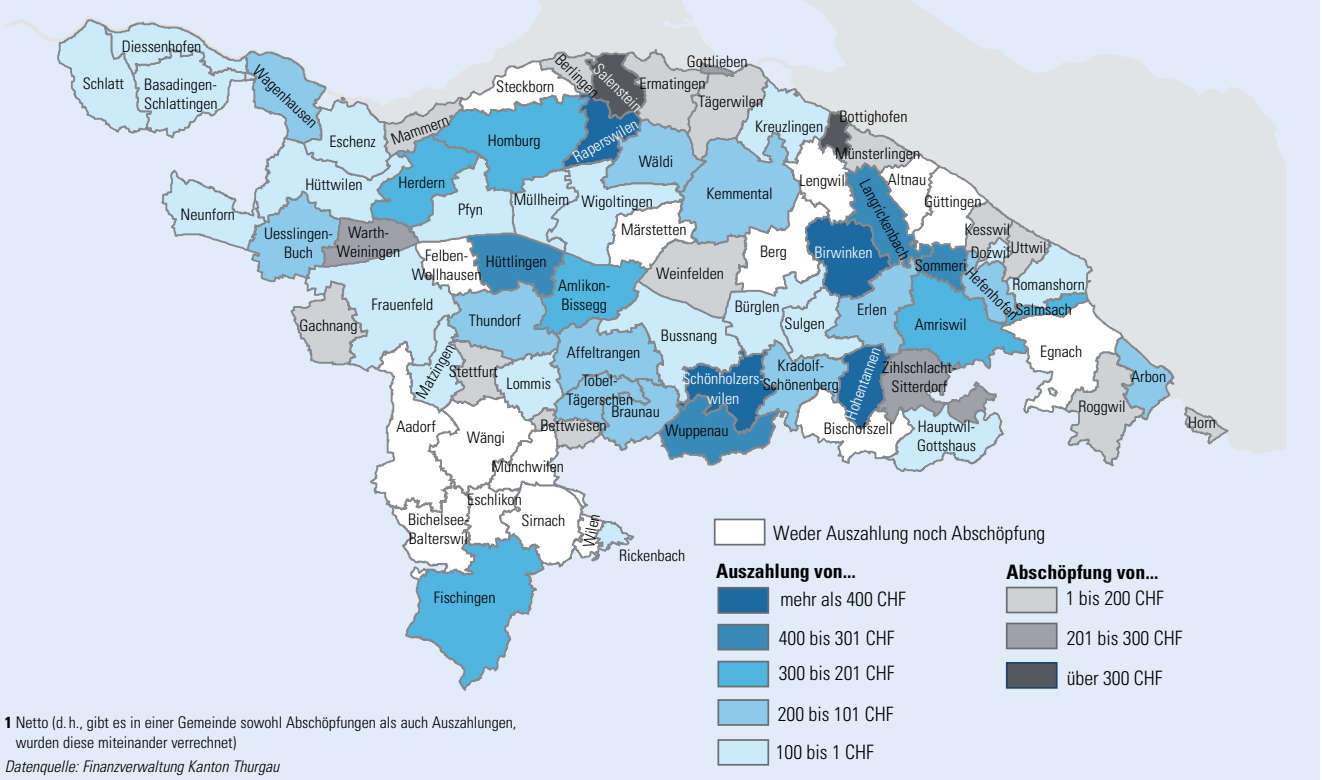 Diessenhofen
Schlatt
Basadingen-
Schlattingen
Wagenhausen
Eschenz
Mammern
Steckborn
Berlingen
Salenstein
Ermatingen
Gottlieben
Tägerwilen
Kreuzlingen
Bottighofen
Münsterlingen
Homburg
Raperswilen
Wäldi
Kemmental
Lengwil
Altnau
Güttingen
Langrickenbach
Hüttwilen
Herdern
Neunforn
Pfyn
Müllheim
Wigoltingen
Märstetten
Berg
Birwinken
Kesswil
Dozwil
Uttwil
Uesslingen-
Buch
Warth-
Weiningen
Felben-
Wellhausen
Hüttlingen
Weinfelden
Sommeri
Hefenhofen
Romanshorn
Salmsach
Amlikon-
Bissegg
Frauenfeld
Gachnang
Thundorf
Bürglen
Sulgen
Erlen
Amriswil
Egnach
Bussnang
Affeltrangen
Matzingen
Stettfurt
Lommis
Tobel-
Tägerschen
Braunau
Schönholzers-
wilen
Kradolf-
Schönenberg
Hohentannen
Zihlschlacht-
Sitterdorf
Arbon
Roggwil
Horn
Aadorf
Wängi
Bettwiesen
Wuppenau
Bischofszell
Hauptwil-
Gottshaus
Münchwilen
Eschlikon
Bichelsee-
Balterswil
Sirnach
Wilen
Rickenbach
Fischingen
Weder Auszahlung noch Abschöpfung
Auszahlung von...
mehr als 400 CHF
400 bis 301 CHF
300 bis 201 CHF
200 bis 101 CHF
100 bis 1 CHF
Abschöpfung von...
1 bis 200 CHF
201 bis 300 CHF
über 300 CHF
1 Netto (d. h., gibt es in einer Gemeinde sowohl Abschöpfungen als auch Auszahlungen,
wurden diese miteinander verrechnet)
Datenquelle: Finanzverwaltung Kanton Thurgau